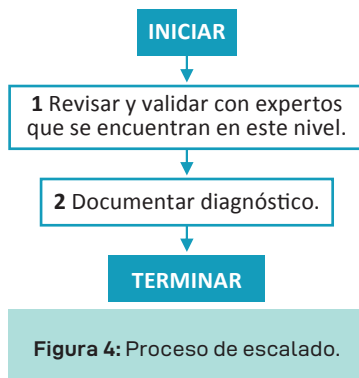 INICIAR
1 Revisar y validar con expertos
que se encuentran en este nivel.
2 Documentar diagnóstico.
TERMINAR
Figura 4: Proceso de escalado.